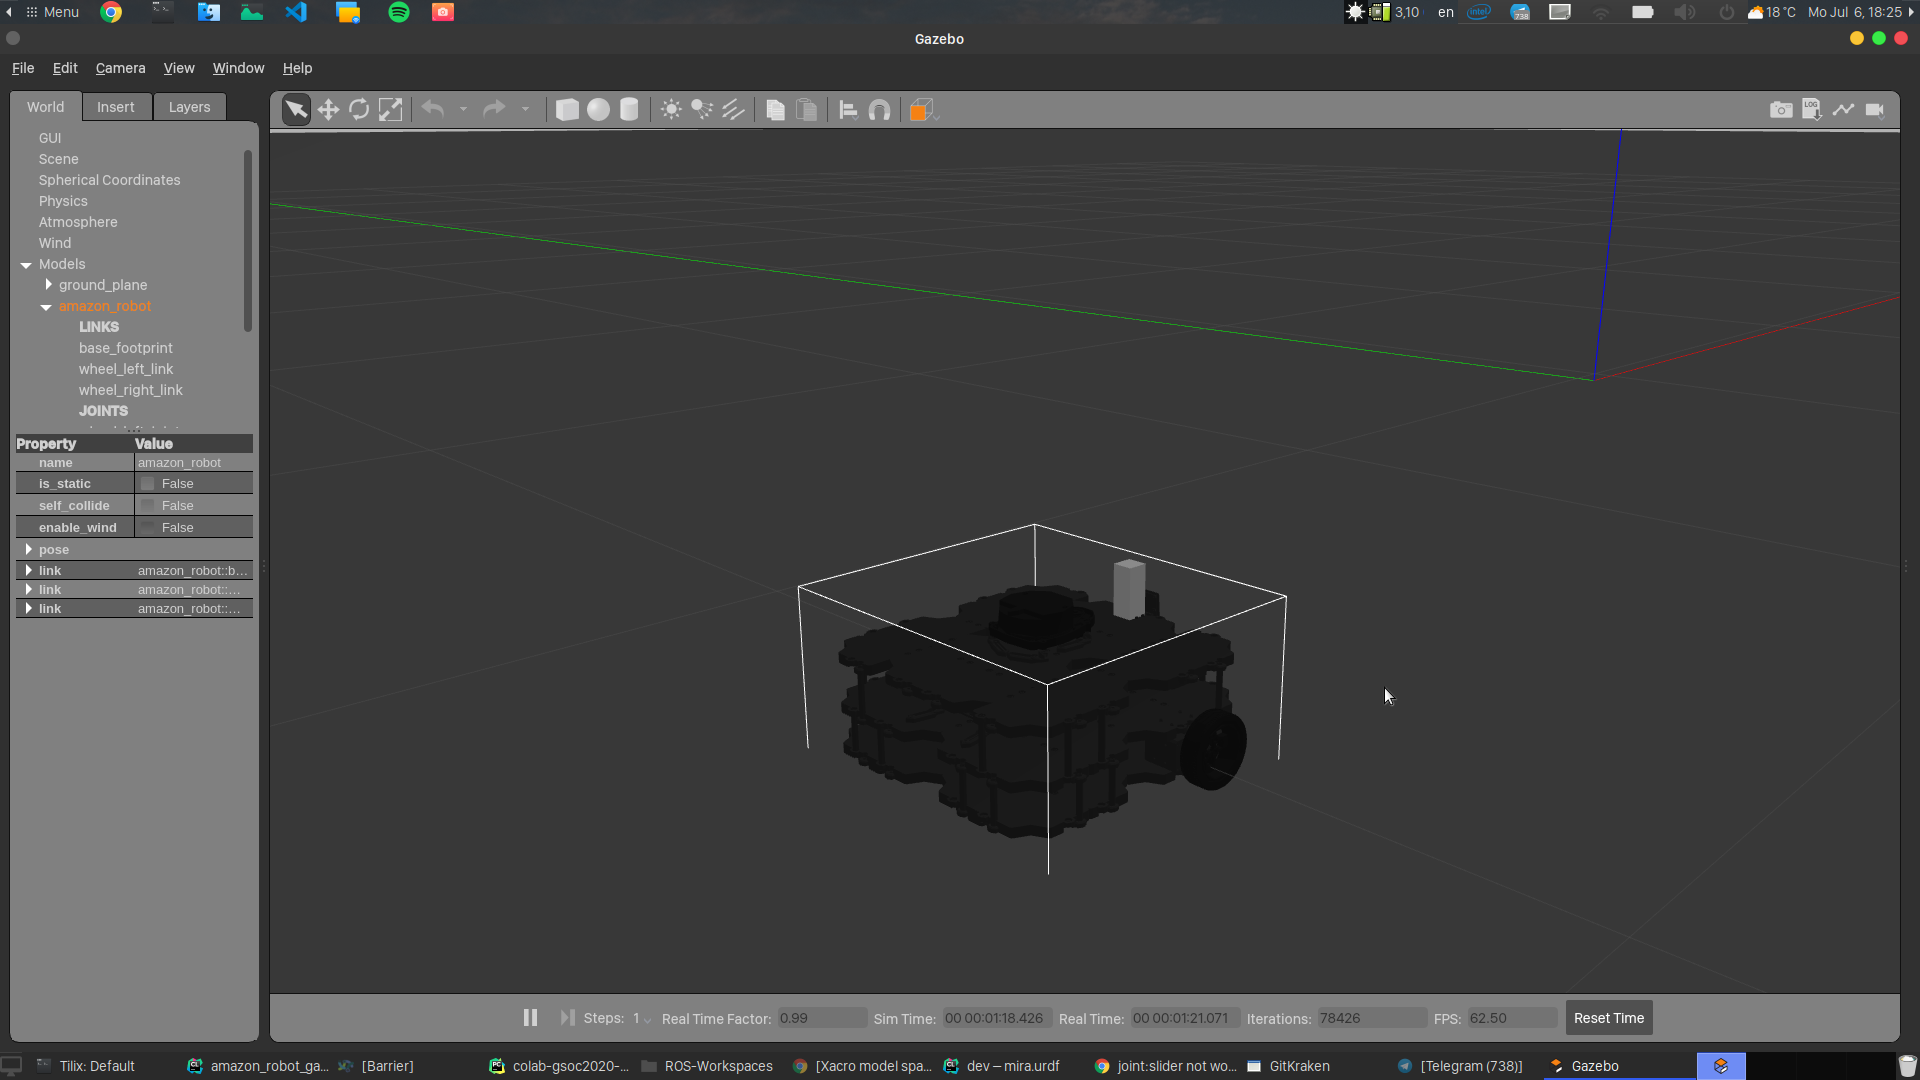 Menu
3,10
en
intel
738
18 °C
Mo Jul 6, 18:25
Gazebo
File Edit Camera View Window Help
World Insert Layers
LOG
GUI
Scene
Spherical Coordinates
Physics
Atmosphere
Wind
Models
ground_plane
amazon_robot
LINKS
base_footprint
wheel_left_link
wheel_right_link
JOINTS
Property Value
name amazon_robot
is_static False
self_collide False
enable_wind False
pose
link amazon_robot::b...
link amazon_robot::...
link amazon_robot::...
Steps: 1 Real Time Factor: 0.99 Sim Time: 00 00:01:18.426 Real Time: 00 00:01:21.071 Iterations: 78426 FPS: 62.50 Reset Time
Tilix: Default amazon_robot_ga... [Barrier] colab-gsoc2020-... ROS-Workspaces [Xacro model spa... dev – mira.urdf joint:slider not wo... GitKraken [Telegram (738)] Gazebo